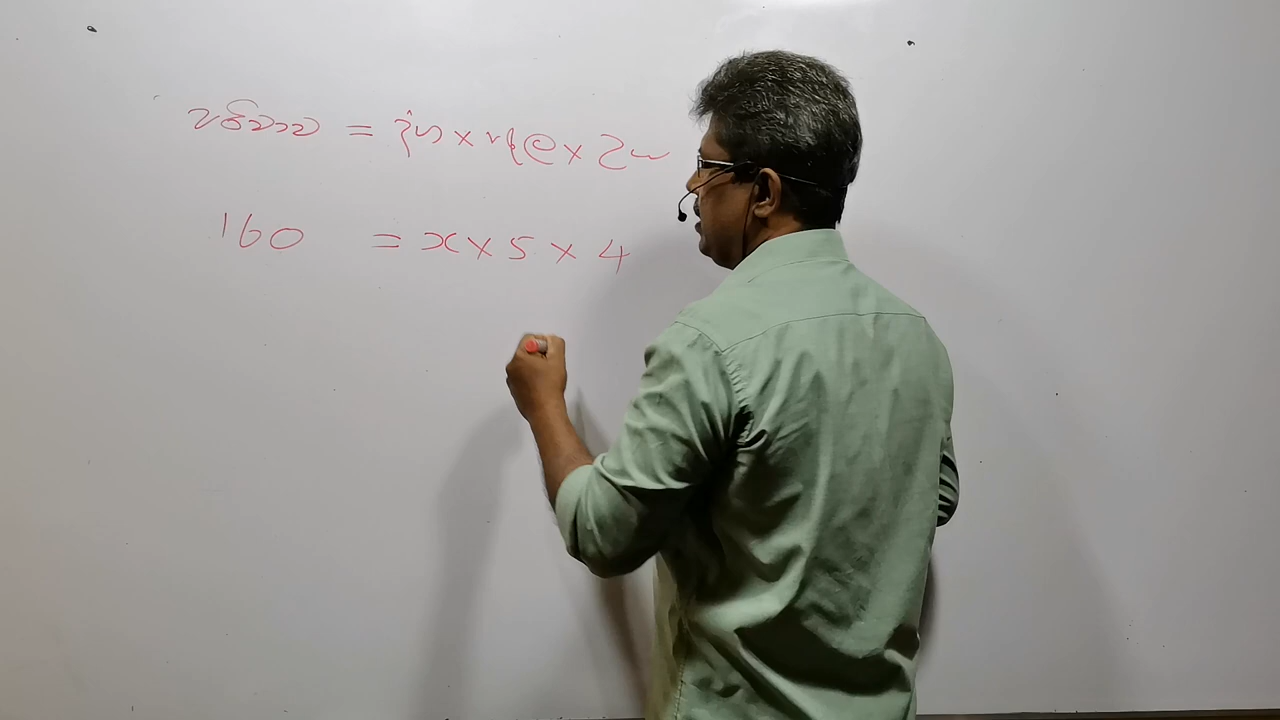 පරිමාව = දිග × පළල × උස
160 = x × 5 × 4